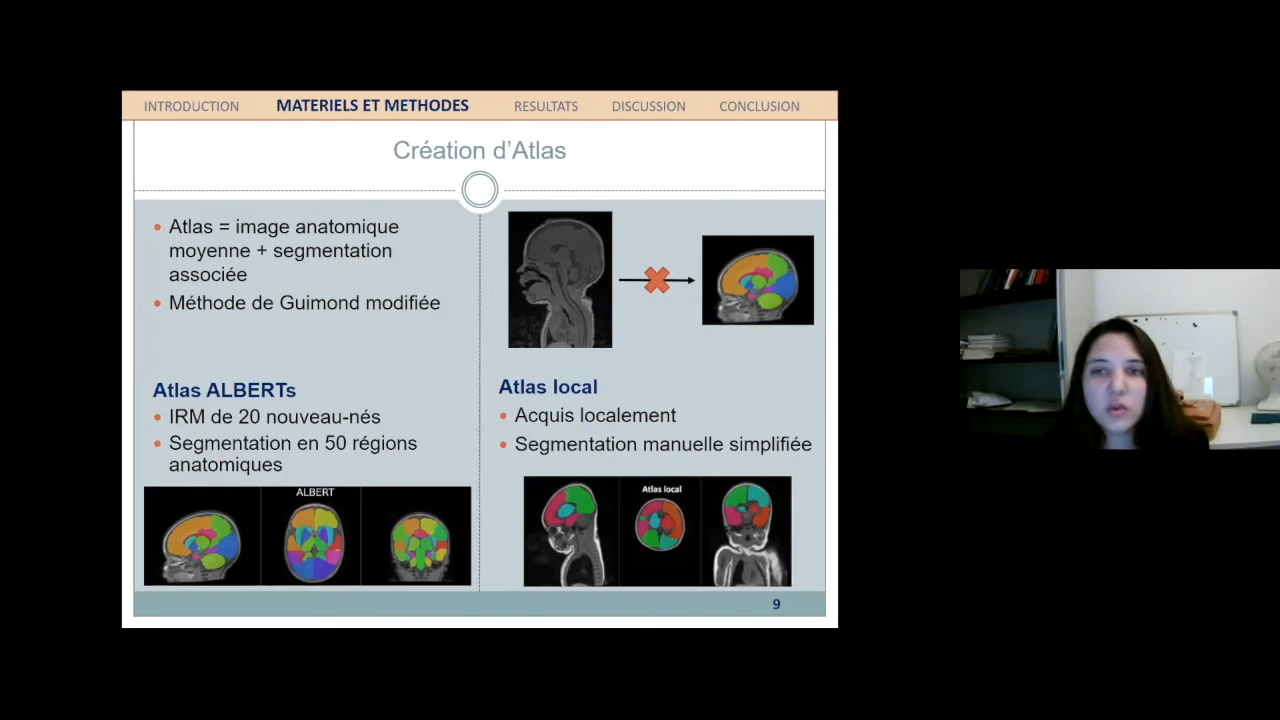 INTRODUCTION MATERIELS ET METHODES RESULTATS DISCUSSION CONCLUSION
Création d'Atlas
Atlas = image anatomique
moyenne + segmentation
associée
Méthode de Guimond modifiée
Atlas ALBERTs
IRM de 20 nouveau-nés
Segmentation en 50 régions
anatomiques
ALBERT
Atlas local
Acquis localement
Segmentation manuelle simplifiée
Atlas local
9